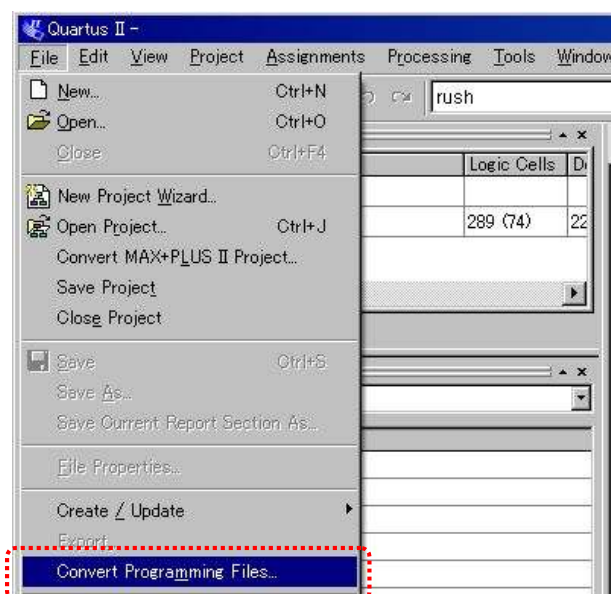 Quartus II -
File Edit View Project Assignments Processing Tools Window
New... Ctrl+N
rush
Open... Ctrl+O
Close Ctrl+F4
Logic Cells
New Project Wizard...
Open Project... Ctrl+J
289 (74) 22
Convert MAX+PLUS II Project...
Save Project
Close Project
Save Ctrl+S
Save As...
Save Current Report Section As...
File Properties...
Create / Update
Export...
Convert Programming Files...